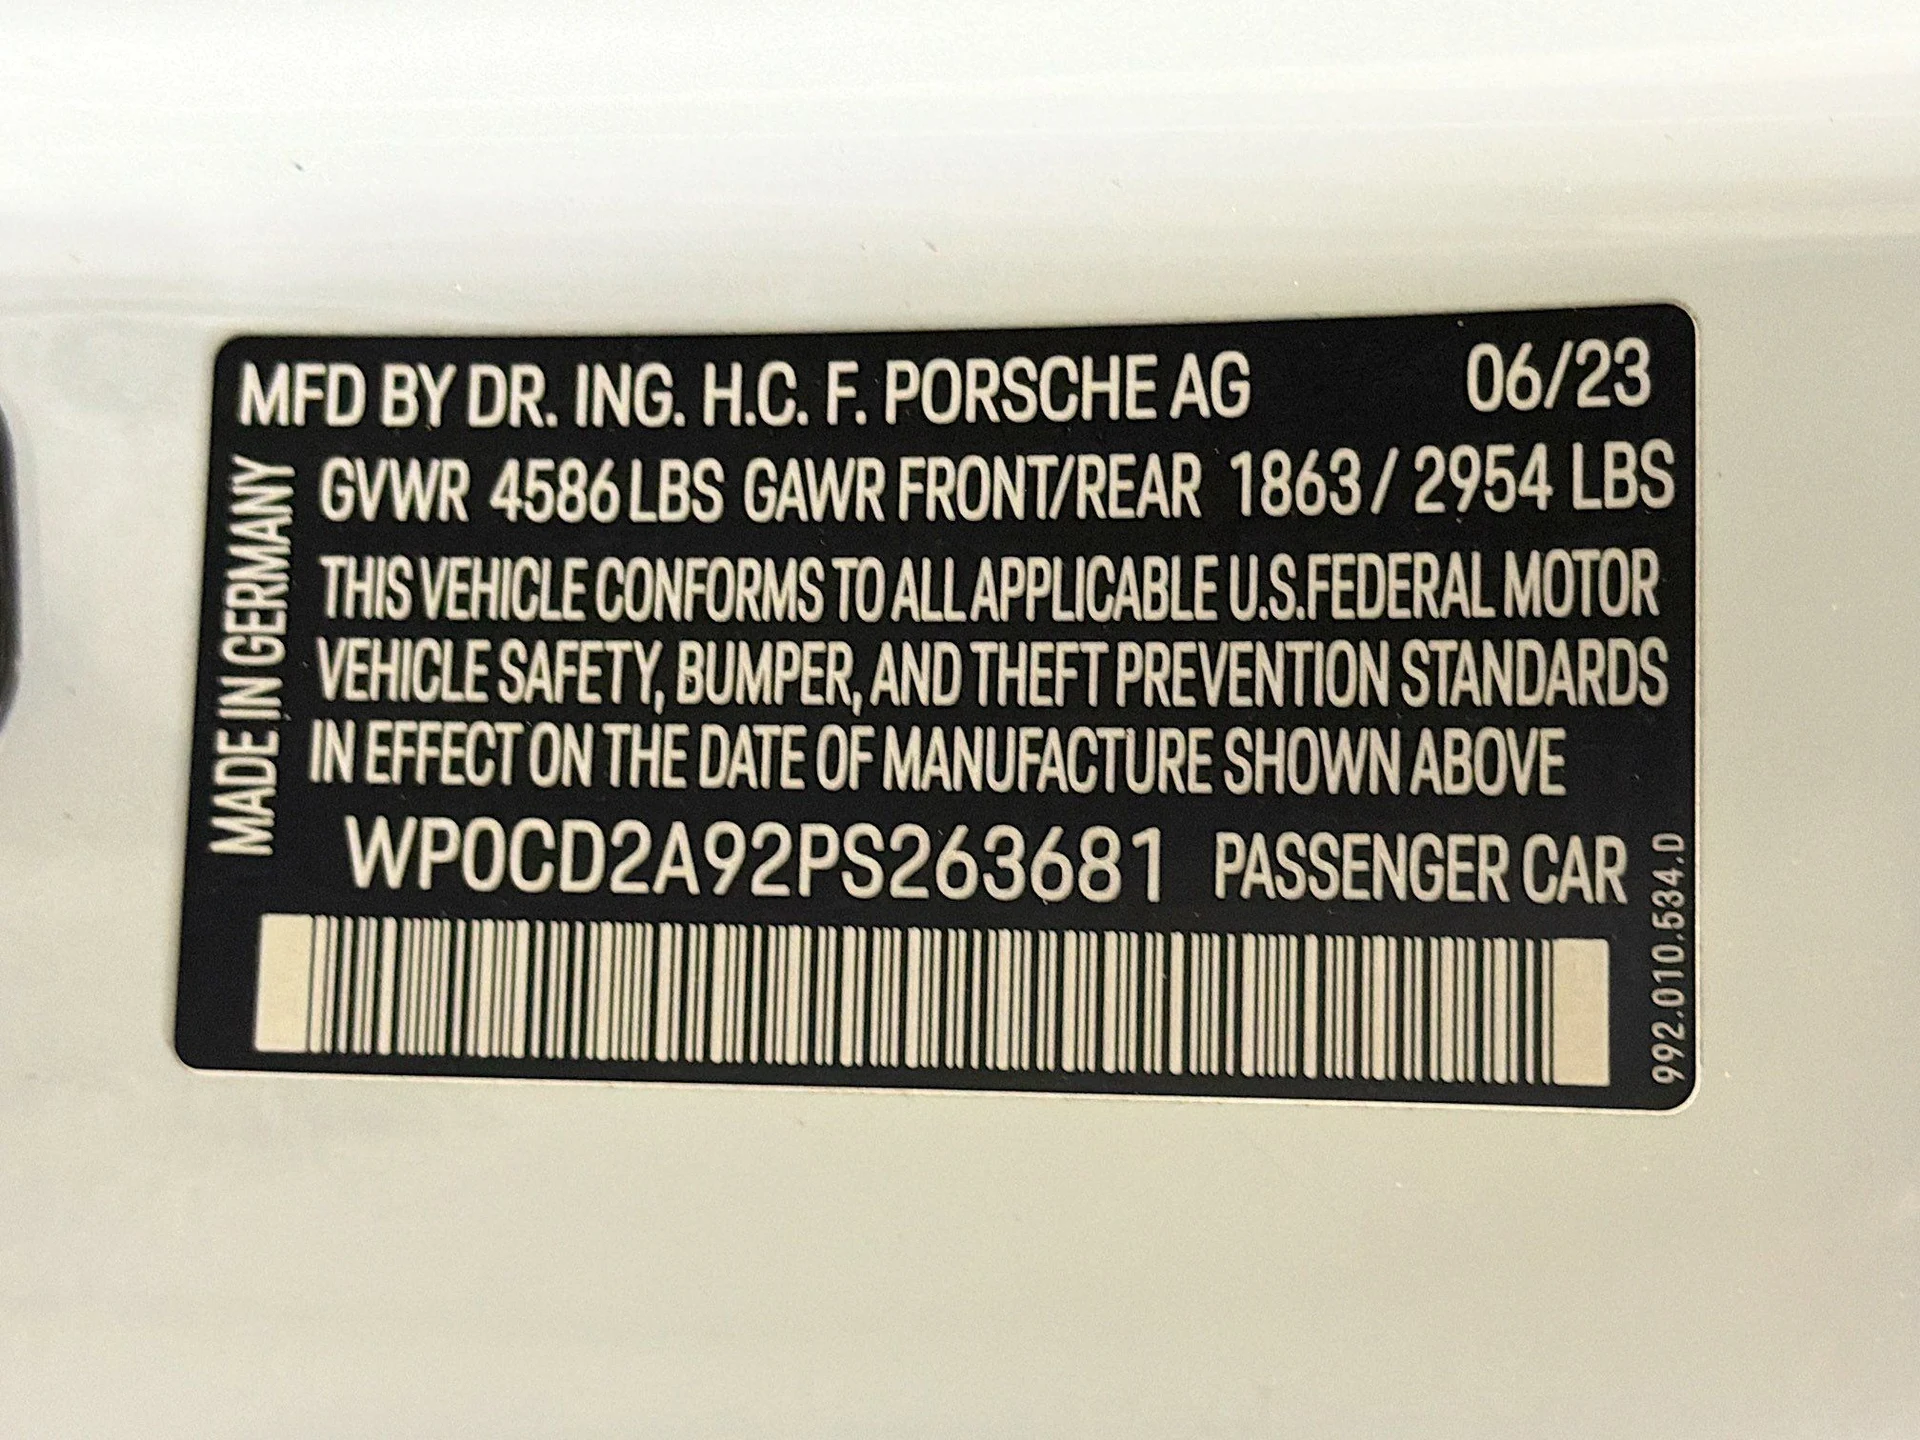 MFD BY DR. ING. H.C. F. PORSCHE AG 06/23
GVWR 4586 LBS GAWR FRONT/REAR 1863 / 2954 LBS
THIS VEHICLE CONFORMS TO ALL APPLICABLE U.S.FEDERAL MOTOR
VEHICLE SAFETY, BUMPER, AND THEFT PREVENTION STANDARDS
IN EFFECT ON THE DATE OF MANUFACTURE SHOWN ABOVE
WP0CD2A92PS263681 PASSENGER CAR
MADE IN GERMANY
992.010.534.D